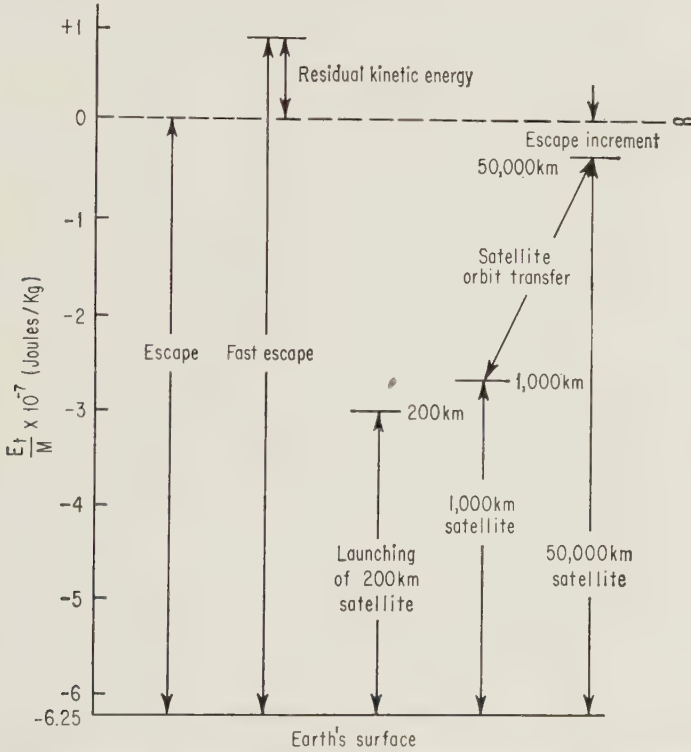 +1
Residual kinetic energy
0
∞
Escape increment
50,000km
-1
Satellite
orbit transfer
-2
Escape
Fast escape
1,000km
-3
200km
E†/M X 10⁻⁷ (Joules/Kg)
-4
1,000km
satellite
Launching
of 200km
satellite
50,000km
satellite
-5
-6
-6.25
Earth's surface